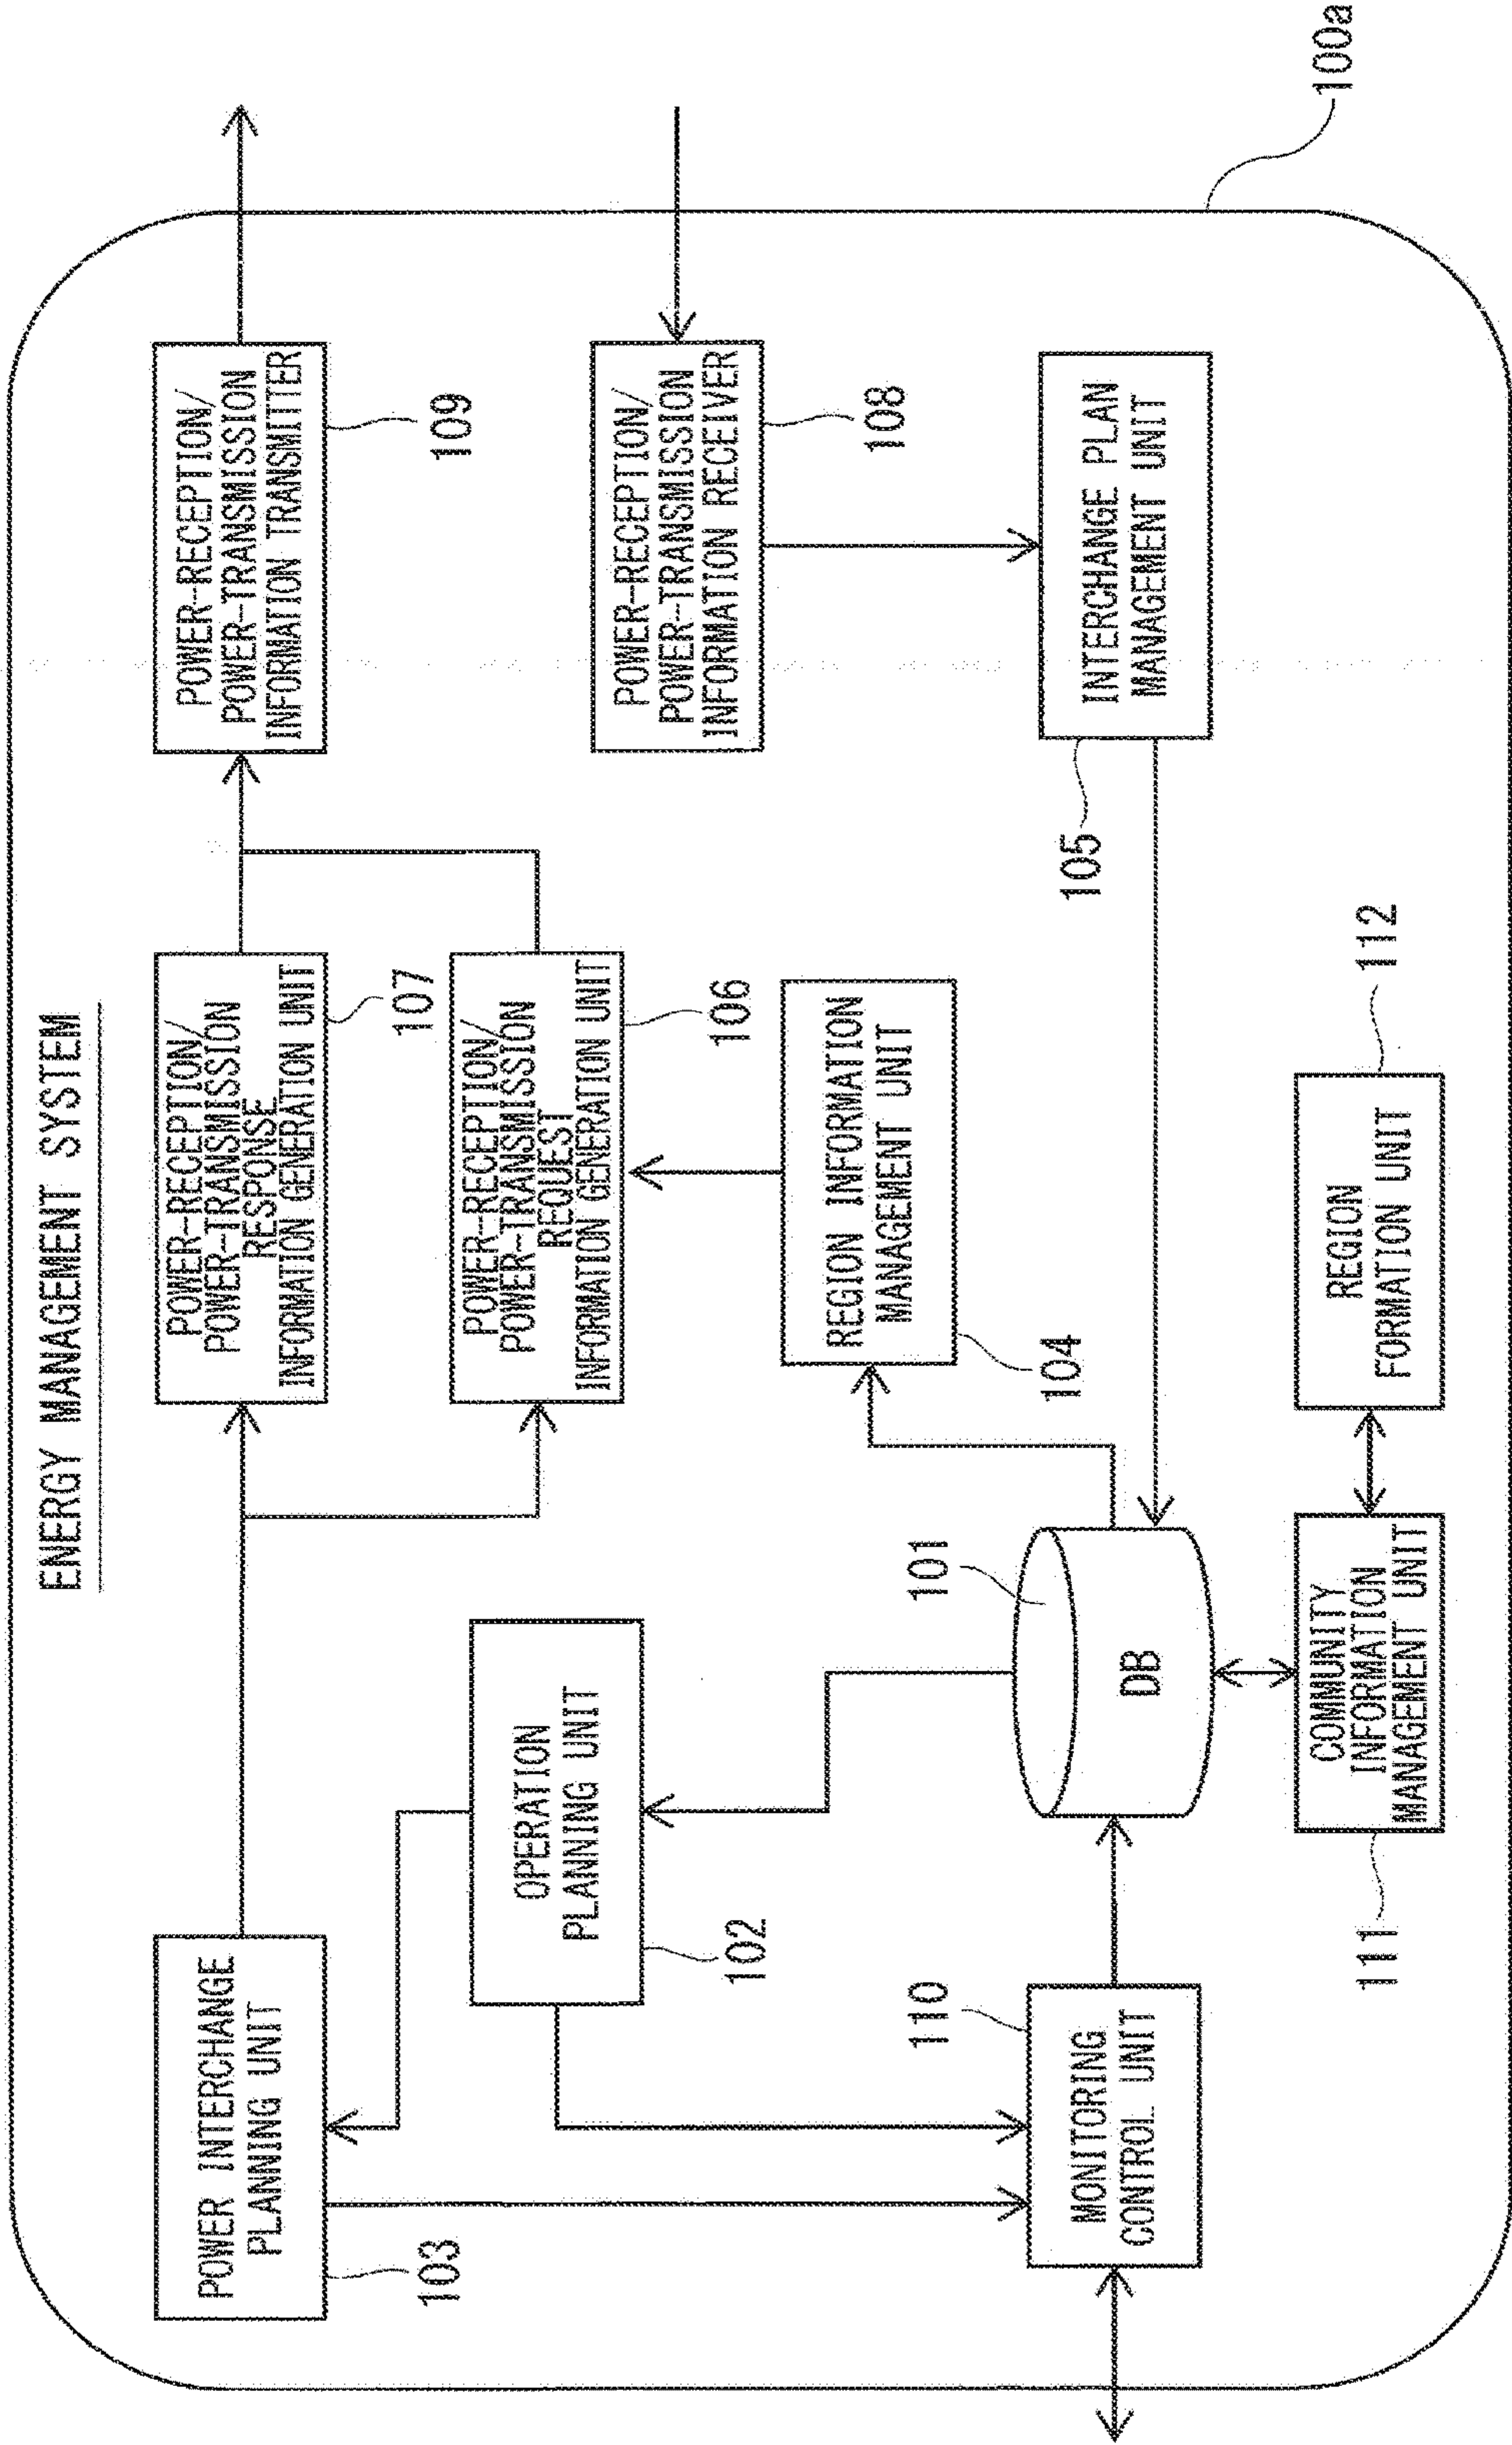 ENERGY MANAGEMENT SYSTEM
POWER INTERCHANGE
PLANNING UNIT
103
POWER-RECEPTION/
POWER-TRANSMISSION
RESPONSE
INFORMATION GENERATION UNIT
107
POWER-RECEPTION/
POWER-TRANSMISSION
INFORMATION TRANSMITTER
109
OPERATION
PLANNING UNIT
102
POWER-RECEPTION/
POWER-TRANSMISSION
REQUEST
INFORMATION GENERATION UNIT
106
POWER-RECEPTION/
POWER-TRANSMISSION
INFORMATION RECEIVER
108
REGION INFORMATION
MANAGEMENT UNIT
104
110
MONITORING
CONTROL UNIT
101
DB
105
INTERCHANGE PLAN
MANAGEMENT UNIT
COMMUNITY
INFORMATION
MANAGEMENT UNIT
111
REGION
FORMATION UNIT
112
100a